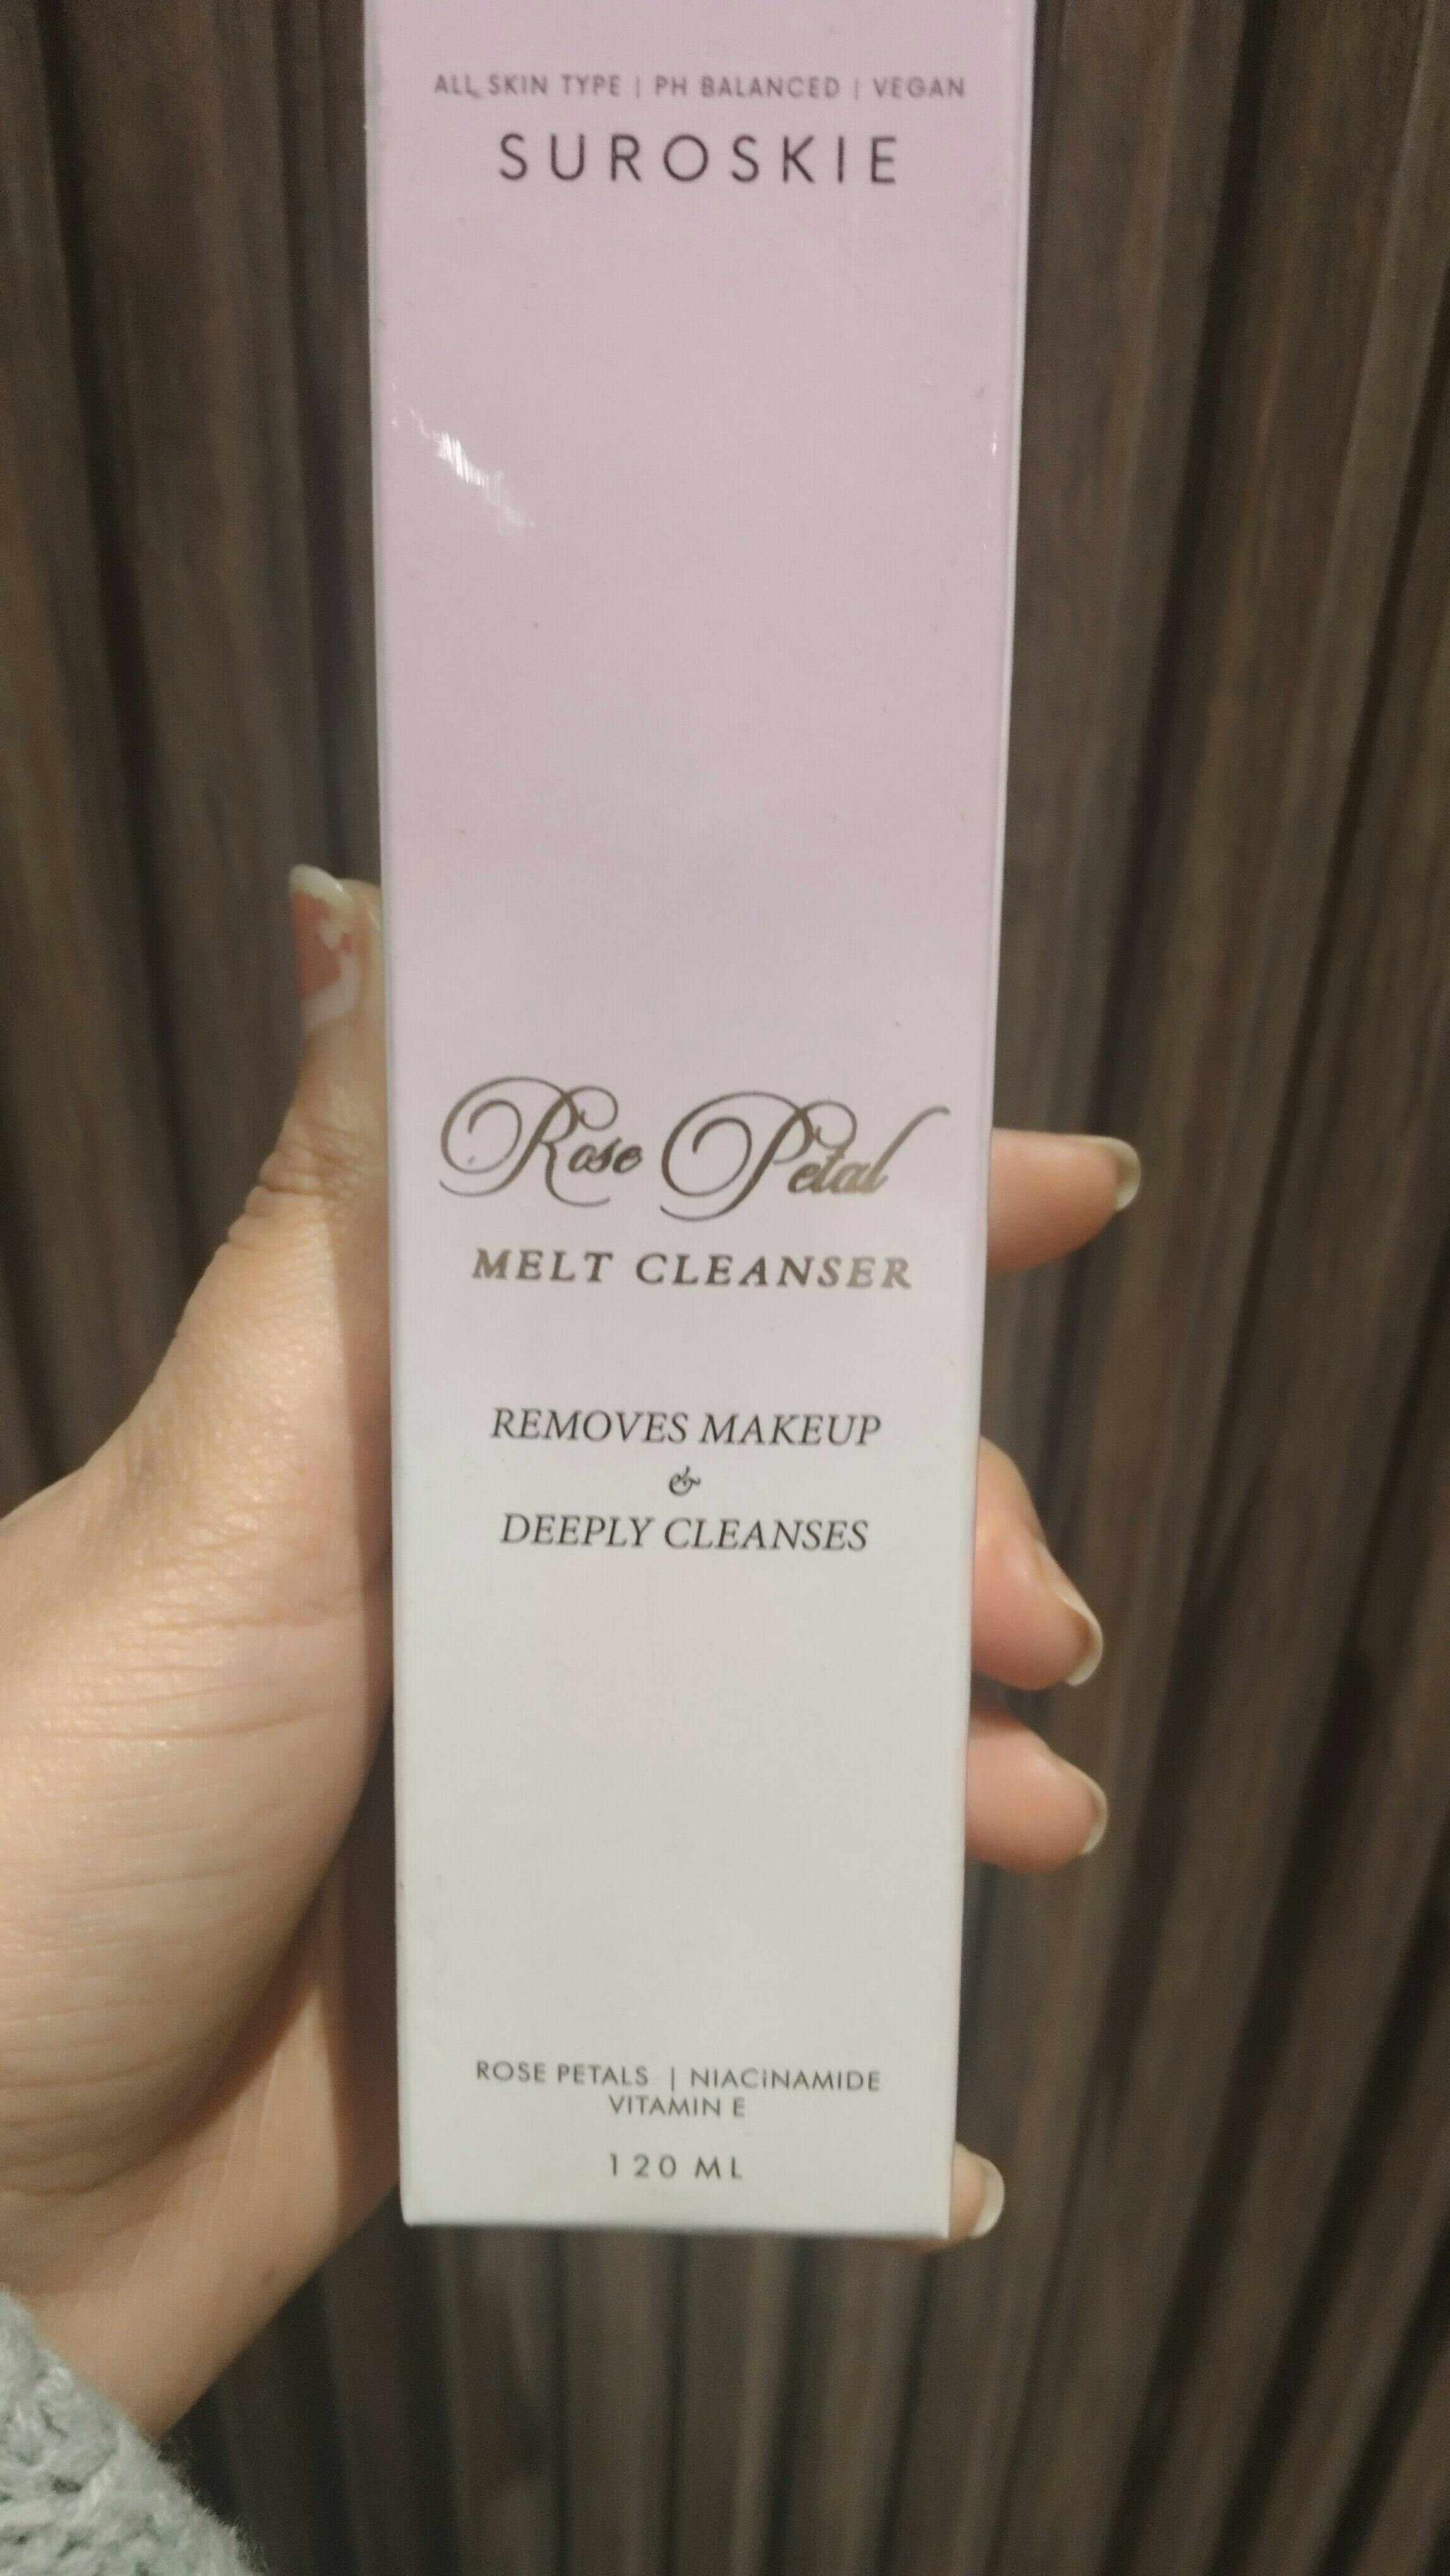 ALL SKIN TYPE | PH BALANCED | VEGAN
SUROSKIE
Rose Petal
MELT CLEANSER
REMOVES MAKEUP
&
DEEPLY CLEANSES
ROSE PETALS | NIACINAMIDE
VITAMIN E
120 ML